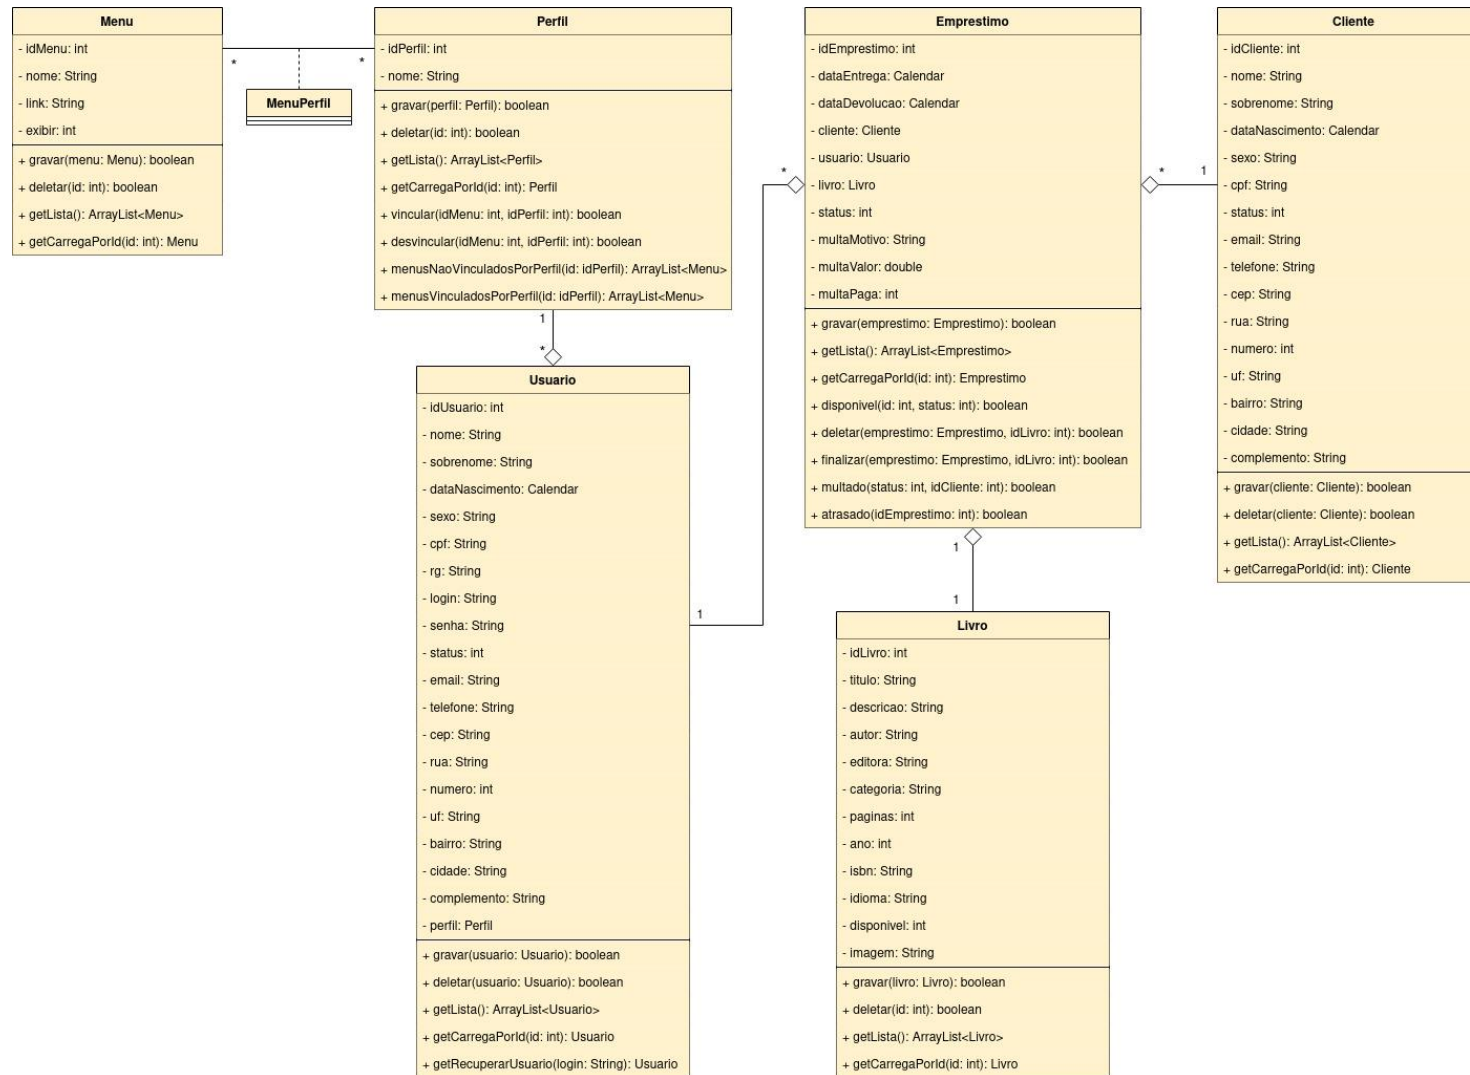 Menu
- idMenu: int
- nome: String
- link: String
- exibir: int
+ gravar(menu: Menu): boolean
+ deletar(id: int): boolean
+ getLista(): ArrayList<Menu>
+ getCarregaPorId(id: int): Menu
*
*
MenuPerfil
Perfil
- idPerfil: int
- nome: String
+ gravar(perfil: Perfil): boolean
+ deletar(id: int): boolean
+ getLista(): ArrayList<Perfil>
+ getCarregaPorId(id: int): Perfil
+ vincular(idMenu: int, idPerfil: int): boolean
+ desvincular(idMenu: int, idPerfil: int): boolean
+ menusNaoVinculadosPorPerfil(id: idPerfil): ArrayList<Menu>
+ menusVinculadosPorPerfil(id: idPerfil): ArrayList<Menu>
1
*
Usuario
- idUsuario: int
- nome: String
- sobrenome: String
- dataNascimento: Calendar
- sexo: String
- cpf: String
- rg: String
- login: String
- senha: String
- status: int
- email: String
- telefone: String
- cep: String
- rua: String
- numero: int
- uf: String
- bairro: String
- cidade: String
- complemento: String
- perfil: Perfil
+ gravar(usuario: Usuario): boolean
+ deletar(usuario: Usuario): boolean
+ getLista(): ArrayList<Usuario>
+ getCarregaPorId(id: int): Usuario
+ getRecuperarUsuario(login: String): Usuario
1
*
Emprestimo
- idEmprestimo: int
- dataEntrega: Calendar
- dataDevolucao: Calendar
- cliente: Cliente
- usuario: Usuario
- livro: Livro
- status: int
- multaMotivo: String
- multaValor: double
- multaPaga: int
+ gravar(emprestimo: Emprestimo): boolean
+ getLista(): ArrayList<Emprestimo>
+ getCarregaPorId(id: int): Emprestimo
+ disponivel(id: int, status: int): boolean
+ deletar(emprestimo: Emprestimo, idLivro: int): boolean
+ finalizar(emprestimo: Emprestimo, idLivro: int): boolean
+ multado(status: int, idCliente: int): boolean
+ atrasado(idEmprestimo: int): boolean
1
1
Livro
- idLivro: int
- titulo: String
- descricao: String
- autor: String
- editora: String
- categoria: String
- paginas: int
- ano: int
- isbn: String
- idioma: String
- disponivel: int
- imagem: String
+ gravar(livro: Livro): boolean
+ deletar(id: int): boolean
+ getLista(): ArrayList<Livro>
+ getCarregaPorId(id: int): Livro
*
1
Cliente
- idCliente: int
- nome: String
- sobrenome: String
- dataNascimento: Calendar
- sexo: String
- cpf: String
- status: int
- email: String
- telefone: String
- cep: String
- rua: String
- numero: int
- uf: String
- bairro: String
- cidade: String
- complemento: String
+ gravar(cliente: Cliente): boolean
+ deletar(cliente: Cliente): boolean
+ getLista(): ArrayList<Cliente>
+ getCarregaPorId(id: int): Cliente